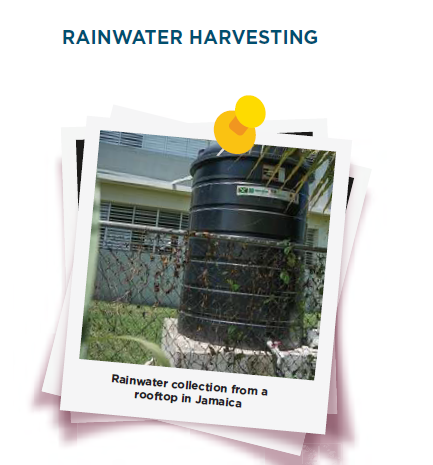 RAINWATER HARVESTING
Rainwater collection from a
rooftop in Jamaica